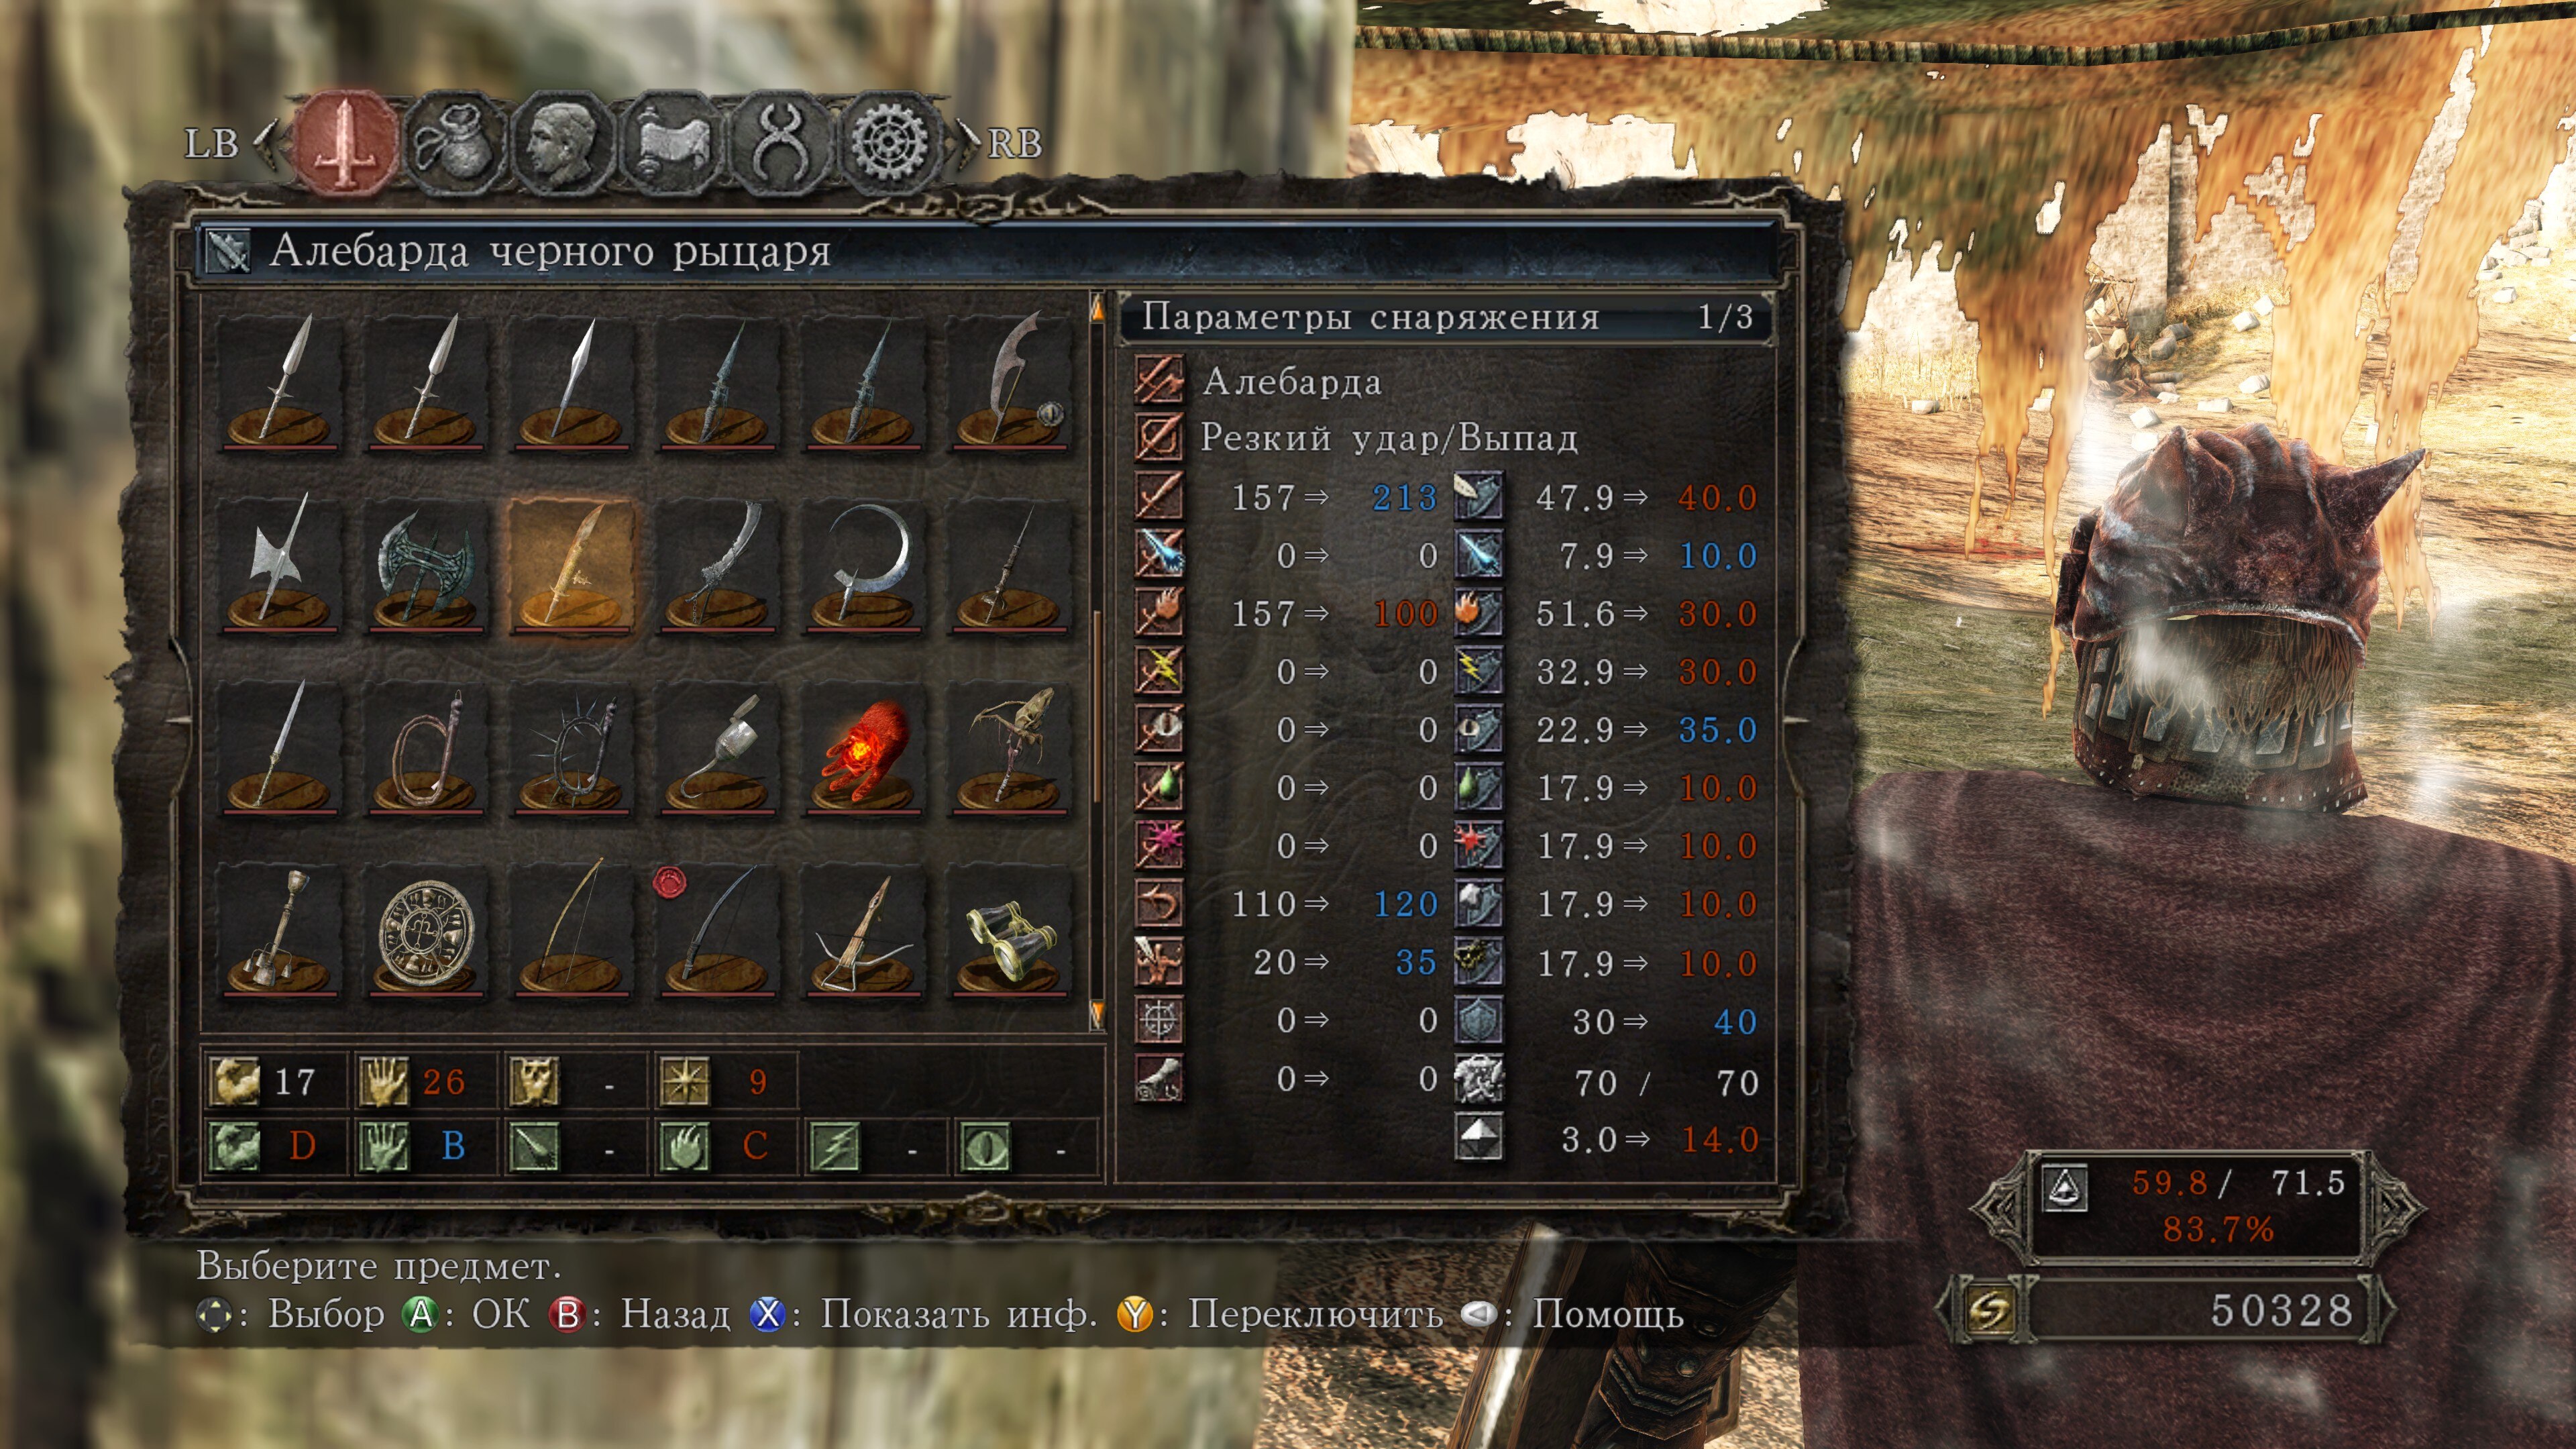 LB RB
Алебарда черного рыцаря
Параметры снаряжения 1/3
Алебарда
Резкий удар/Выпад
157⇒ 213 47.9⇒ 40.0
0⇒ 0 7.9⇒ 10.0
157⇒ 100 51.6⇒ 30.0
0⇒ 0 32.9⇒ 30.0
0⇒ 0 22.9⇒ 35.0
0⇒ 0 17.9⇒ 10.0
0⇒ 0 17.9⇒ 10.0
110⇒ 120 17.9⇒ 10.0
20⇒ 35 17.9⇒ 10.0
0⇒ 0 30⇒ 40
0⇒ 0 70 / 70
3.0⇒ 14.0
17 26 - 9
D B - C - -
59.8/ 71.5
83.7%
50328
Выберите предмет.
: Выбор A: ОК B: Назад X: Показать инф. Y: Переключить : Помощь